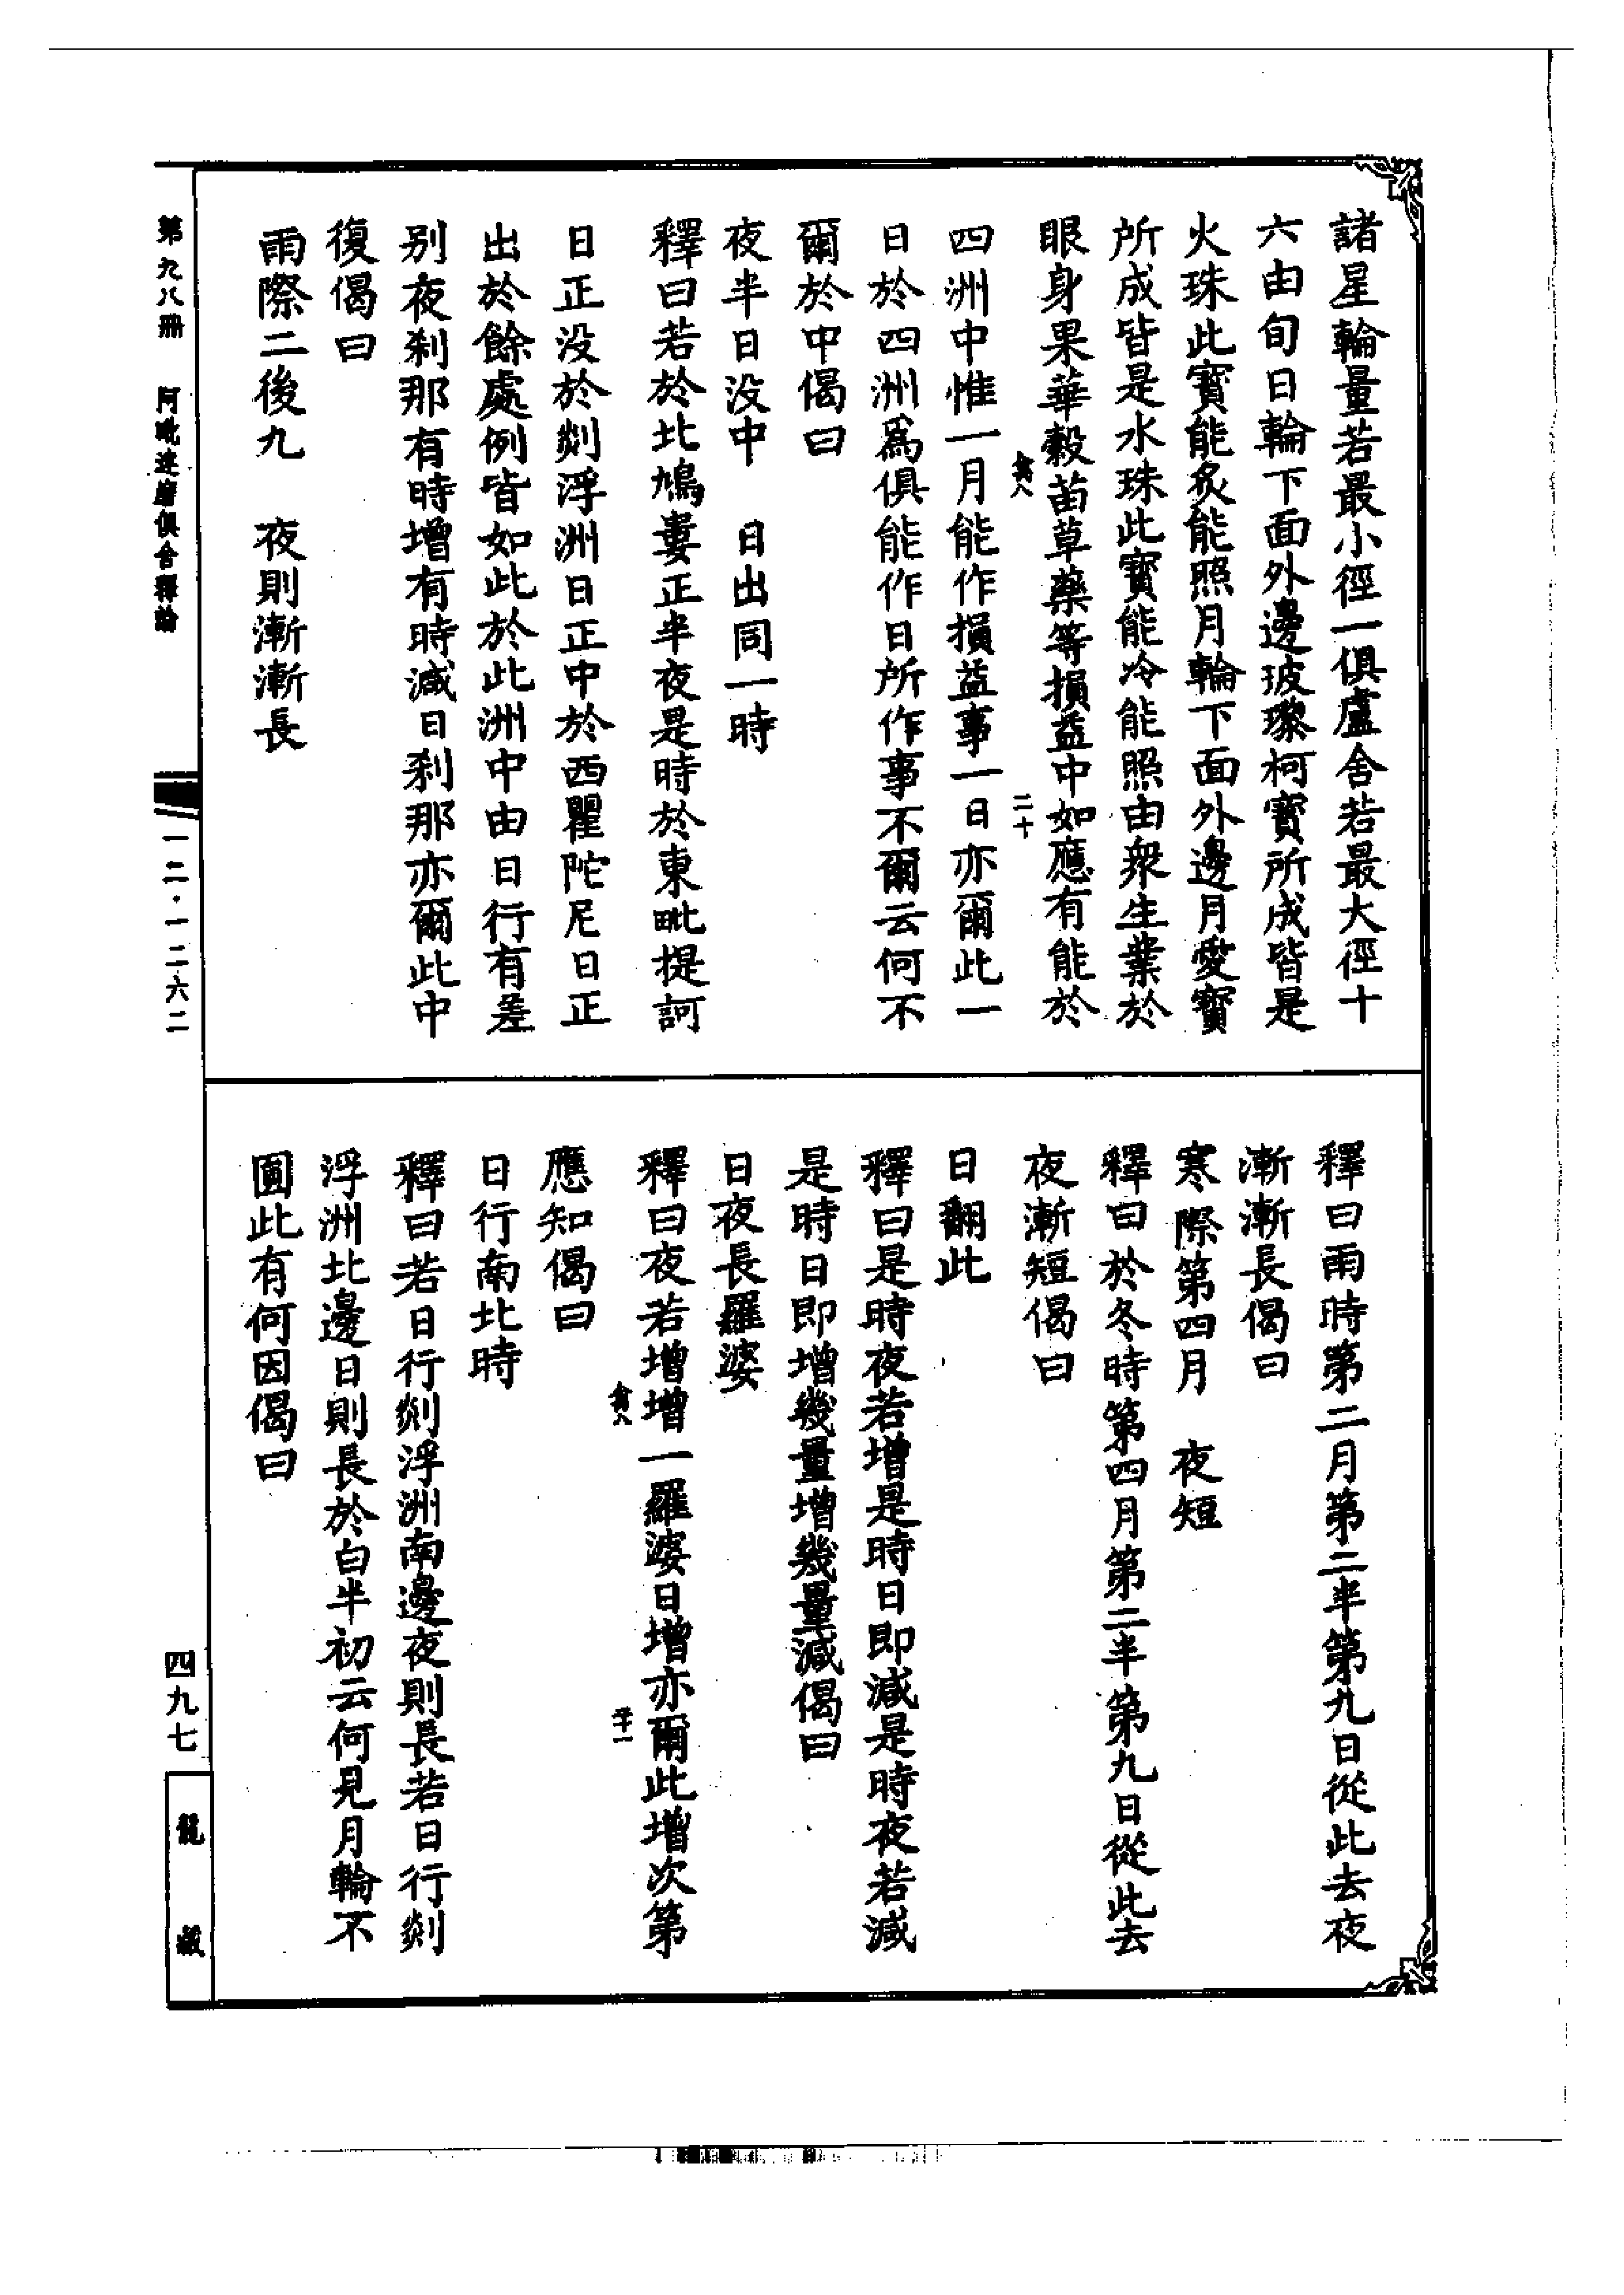 諸星輪量若最小徑一俱盧舍若最大徑十
六由旬日輪下面外邊玻瓈柯寶所成皆是
火珠此寶能炙能照月輪下面外邊月愛寶
所成皆是水珠此寶能冷能照由衆生業於
眼身果華穀苗草藥等損益中如應有能於
二十
四洲中惟一月能作損益事一日亦爾此一
日於四洲爲俱能作日所作事不爾云何不
爾於中偈曰
夜半日没中　日出同一時
釋曰若於北鳩婁正半夜是時於東毗提訶
日正没於剡浮洲日正中於西瞿陀尼日正
出於餘處例皆如此於此洲中由日行有差
别夜刹那有時增有時減日刹那亦爾此中
復偈曰
雨際二後九　夜則漸漸長
釋曰雨時第二月第二半第九日從此去夜
漸漸長偈曰
寒際第四月　夜短
釋曰於冬時第四月第二半第九日從此去
夜漸短偈曰
日翻此
釋曰是時夜若增是時日即減是時夜若減
是時日即增幾量增幾量減偈曰
日夜長羅婆
釋曰夜若增增一羅婆日增亦爾此增次第
應知偈曰
日行南北時
釋曰若日行剡浮洲南邊夜則長若日行剡
浮洲北邊日則長於白半初云何見月輪不
圓此有何因偈曰
第九八冊　阿毗達磨俱舍釋論
一二·一二六二
四九七
龍藏